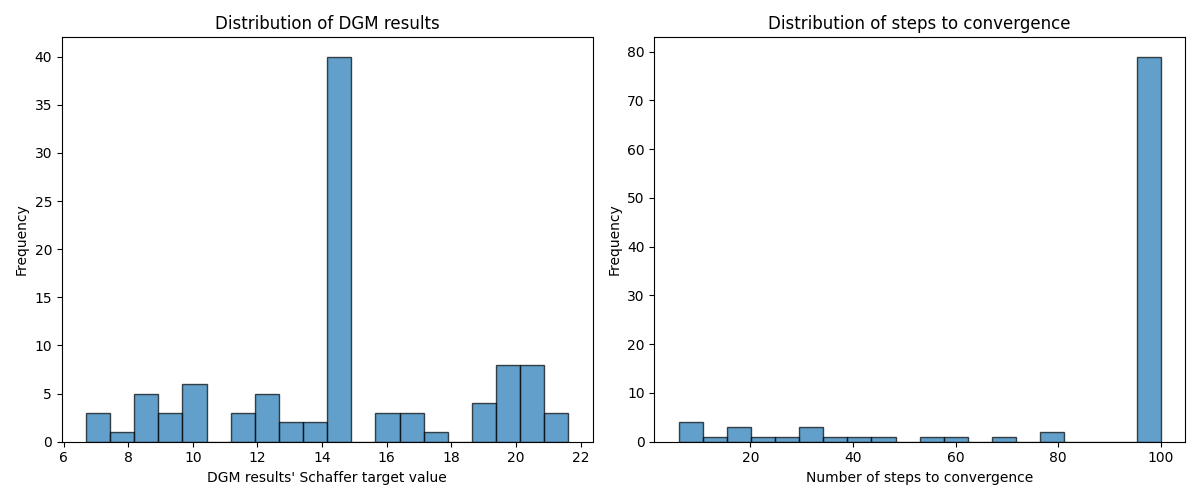 Distribution of DGM results
Frequency
40
35
30
25
20
15
10
5
0
6 8 10 12 14 16 18 20 22
DGM results' Schaffer target value
Distribution of steps to convergence
Frequency
80
70
60
50
40
30
20
10
0
20 40 60 80 100
Number of steps to convergence